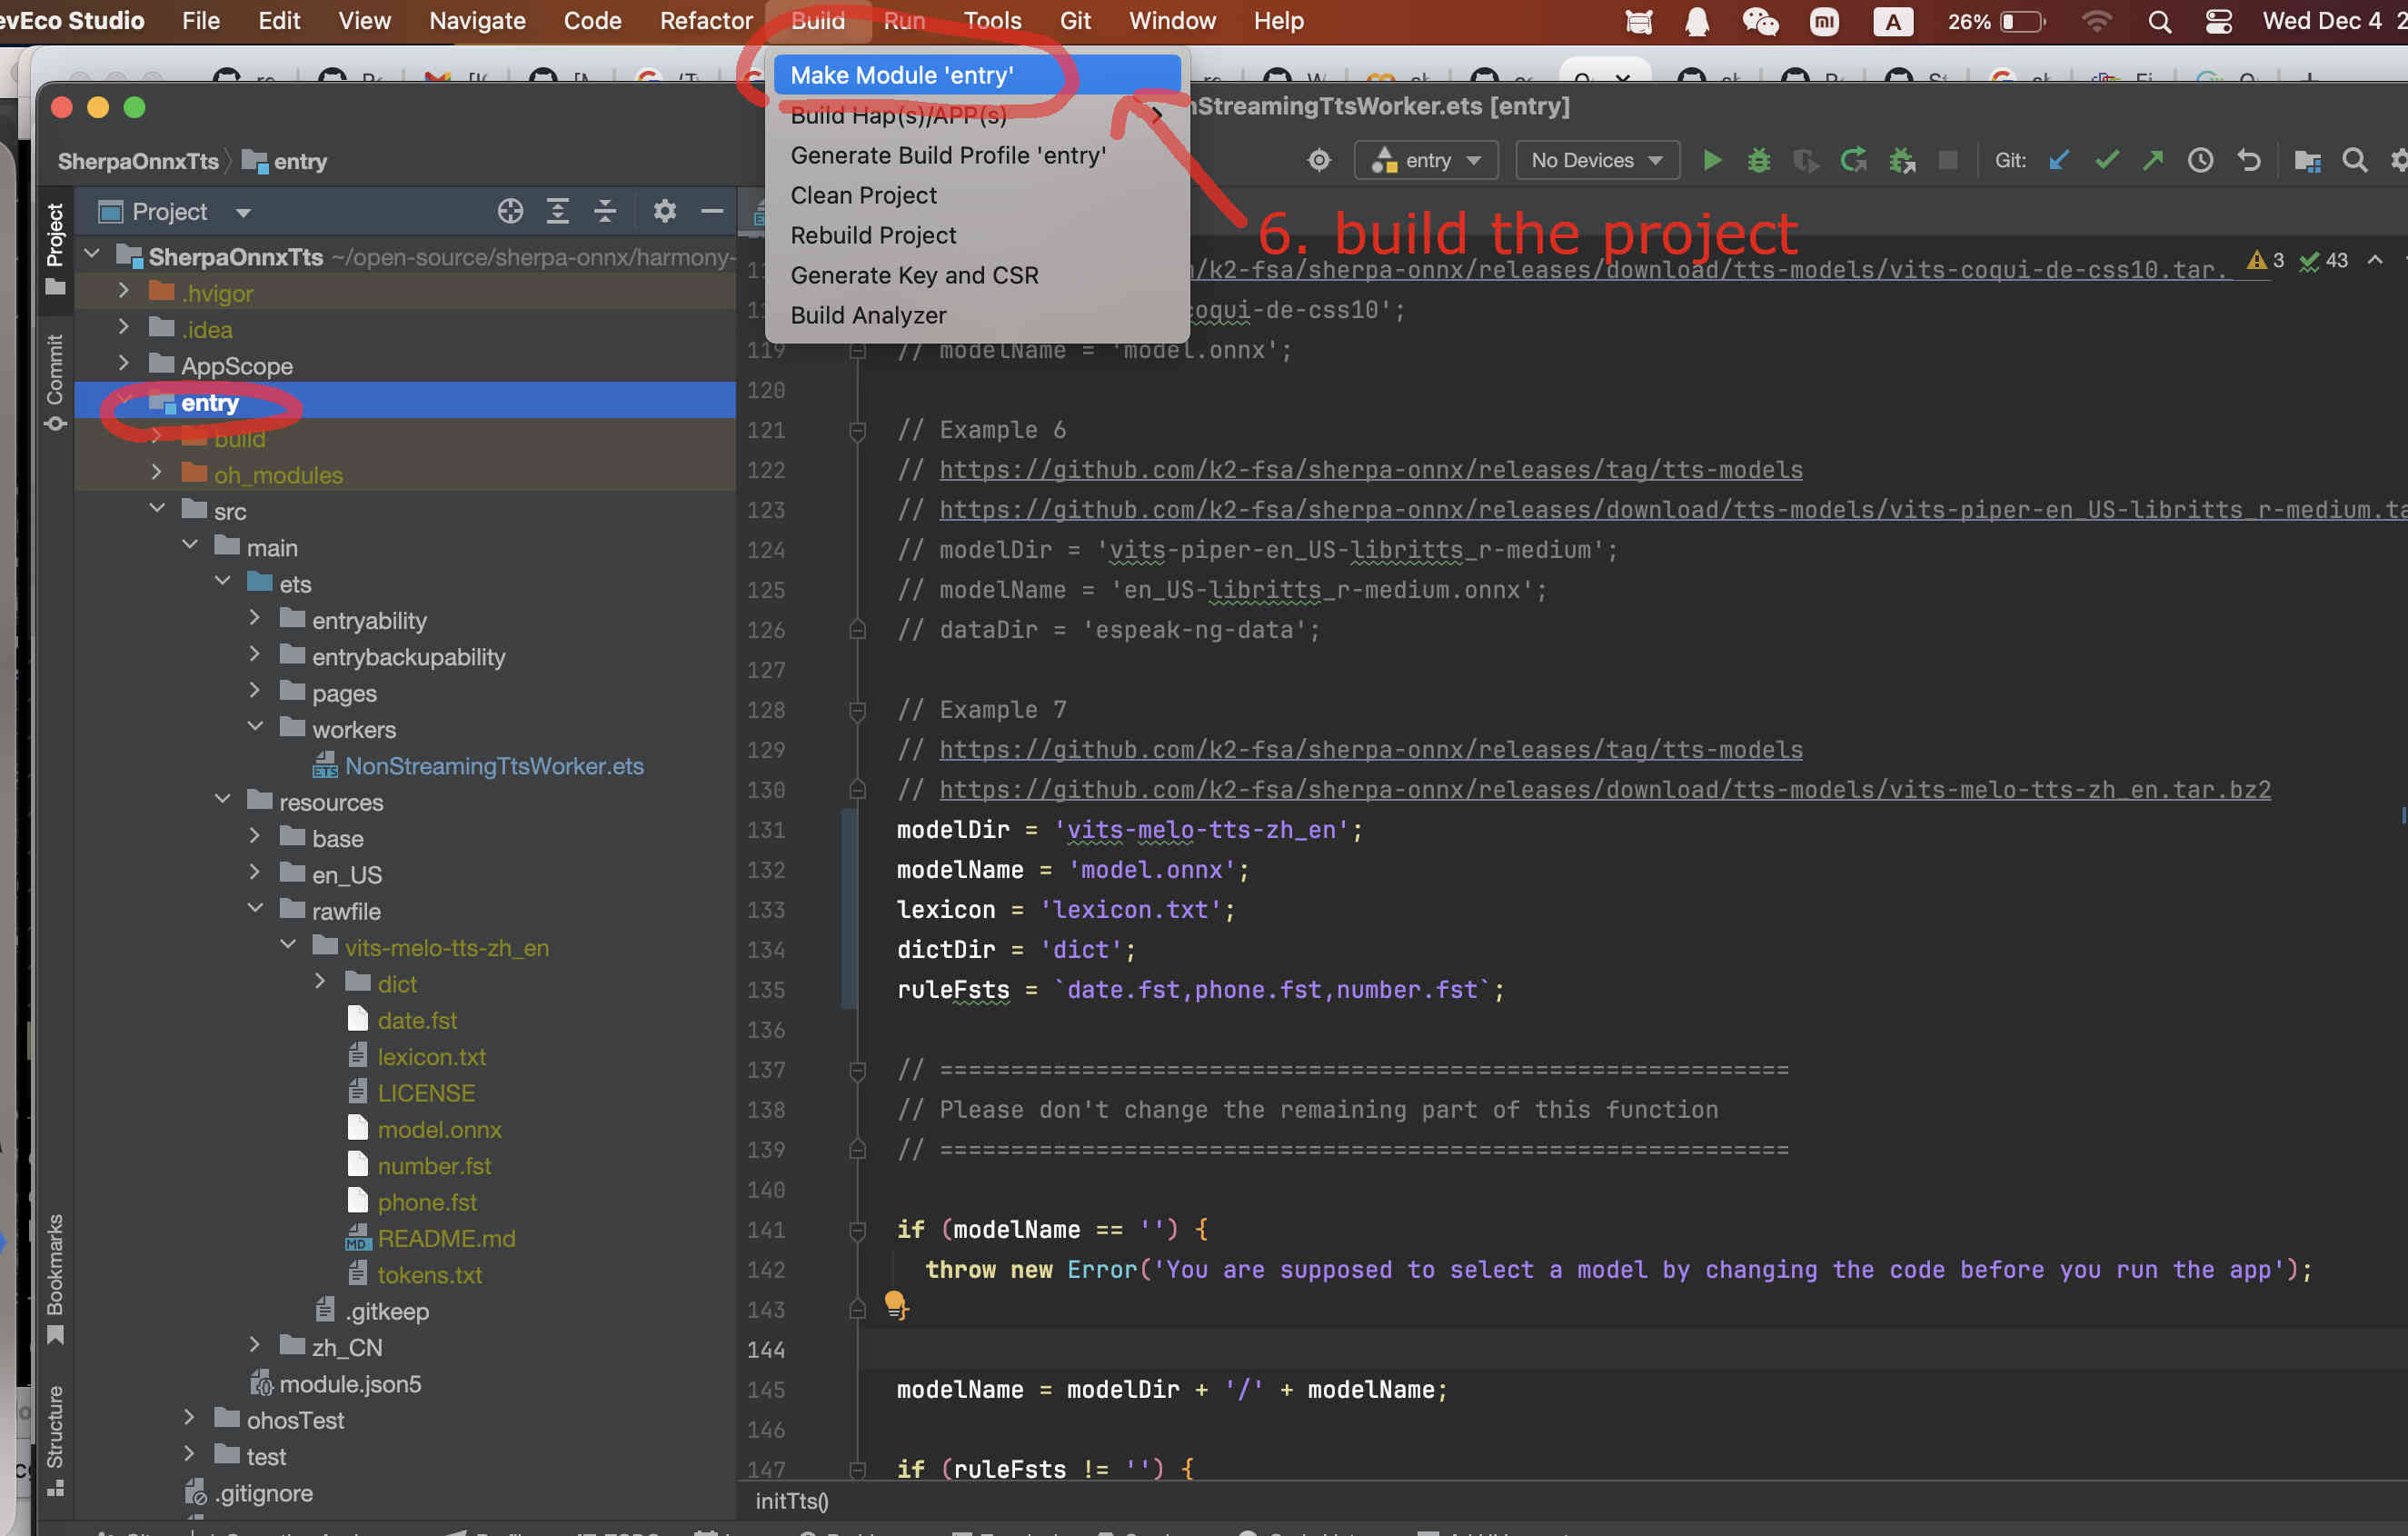 evEco Studio File Edit View Navigate Code Refactor Build Run Tools Git Window Help A 26% Wed Dec 4
Make Module 'entry'
Build Hap(s)/APP(s)
Generate Build Profile 'entry'
Clean Project
Rebuild Project
Generate Key and CSR
Build Analyzer
nStreamingTtsWorker.ets [entry]
SherpaOnnxTts entry
entry No Devices Git:
6. build the project
Project
Project
Commit
Bookmarks
Structure
SherpaOnnxTts ~/open-source/sherpa-onnx/harmony-
.hvigor
.idea
AppScope
entry
build
oh_modules
src
main
ets
entryability
entrybackupability
pages
workers
NonStreamingTtsWorker.ets
resources
base
en_US
rawfile
vits-melo-tts-zh_en
dict
date.fst
lexicon.txt
LICENSE
model.onnx
number.fst
phone.fst
README.md
tokens.txt
.gitkeep
zh_CN
module.json5
ohosTest
test
.gitignore
/k2-fsa/sherpa-onnx/releases/download/tts-models/vits-coqui-de-css10.tar. 3 43
coqui-de-css10';
119 // modelName = 'model.onnx';
120
121 // Example 6
122 // https://github.com/k2-fsa/sherpa-onnx/releases/tag/tts-models
123 // https://github.com/k2-fsa/sherpa-onnx/releases/download/tts-models/vits-piper-en_US-libritts_r-medium.ta
124 // modelDir = 'vits-piper-en_US-libritts_r-medium';
125 // modelName = 'en_US-libritts_r-medium.onnx';
126 // dataDir = 'espeak-ng-data';
127
128 // Example 7
129 // https://github.com/k2-fsa/sherpa-onnx/releases/tag/tts-models
130 // https://github.com/k2-fsa/sherpa-onnx/releases/download/tts-models/vits-melo-tts-zh_en.tar.bz2
131 modelDir = 'vits-melo-tts-zh_en';
132 modelName = 'model.onnx';
133 lexicon = 'lexicon.txt';
134 dictDir = 'dict';
135 ruleFsts = `date.fst,phone.fst,number.fst`;
136
137 // ============================================================
138 // Please don't change the remaining part of this function
139 // ============================================================
140
141 if (modelName == '') {
142 throw new Error('You are supposed to select a model by changing the code before you run the app');
143 }
144
145 modelName = modelDir + '/' + modelName;
146
147 if (ruleFsts != '') {
initTts()